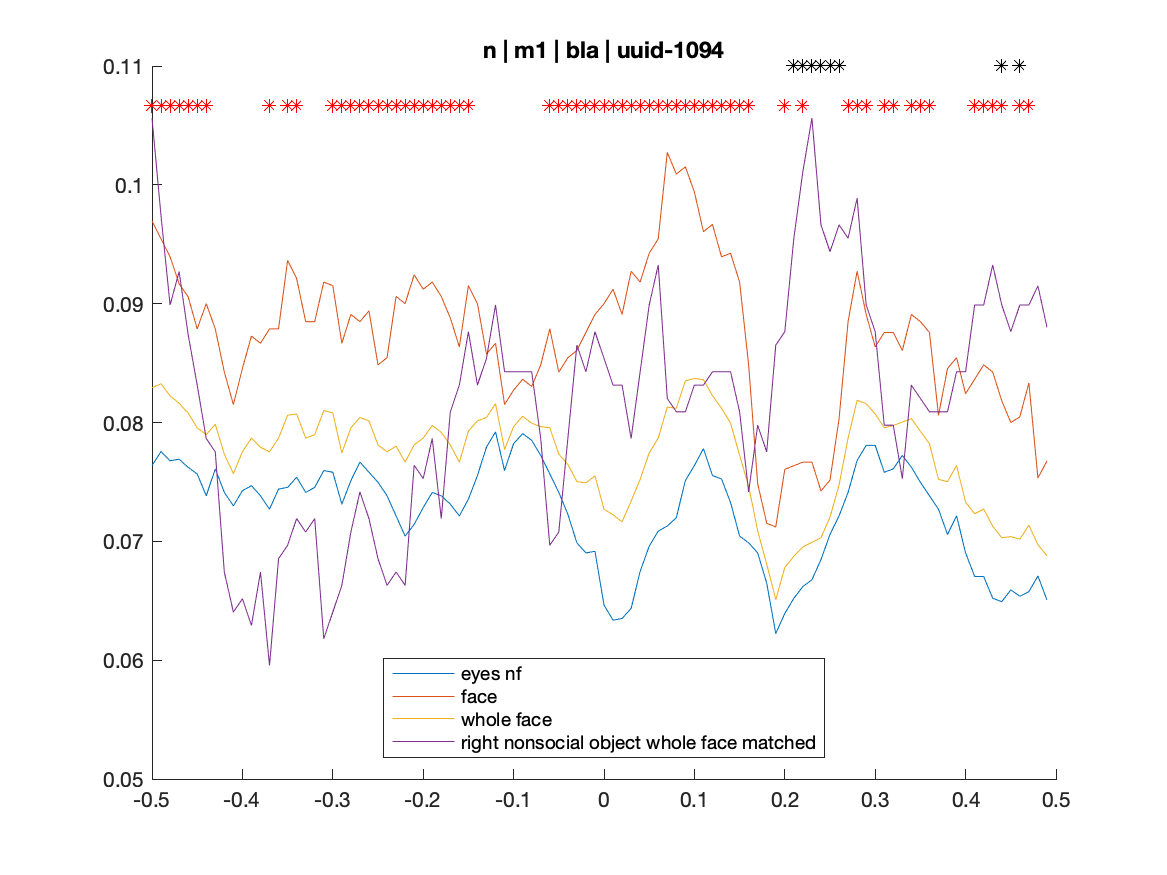 n | m1 | bla | uuid-1094
0.11
0.1
0.09
0.08
0.07
0.06
0.05
eyes nf
face
whole face
right nonsocial object whole face matched
-0.5 -0.4 -0.3 -0.2 -0.1 0 0.1 0.2 0.3 0.4 0.5